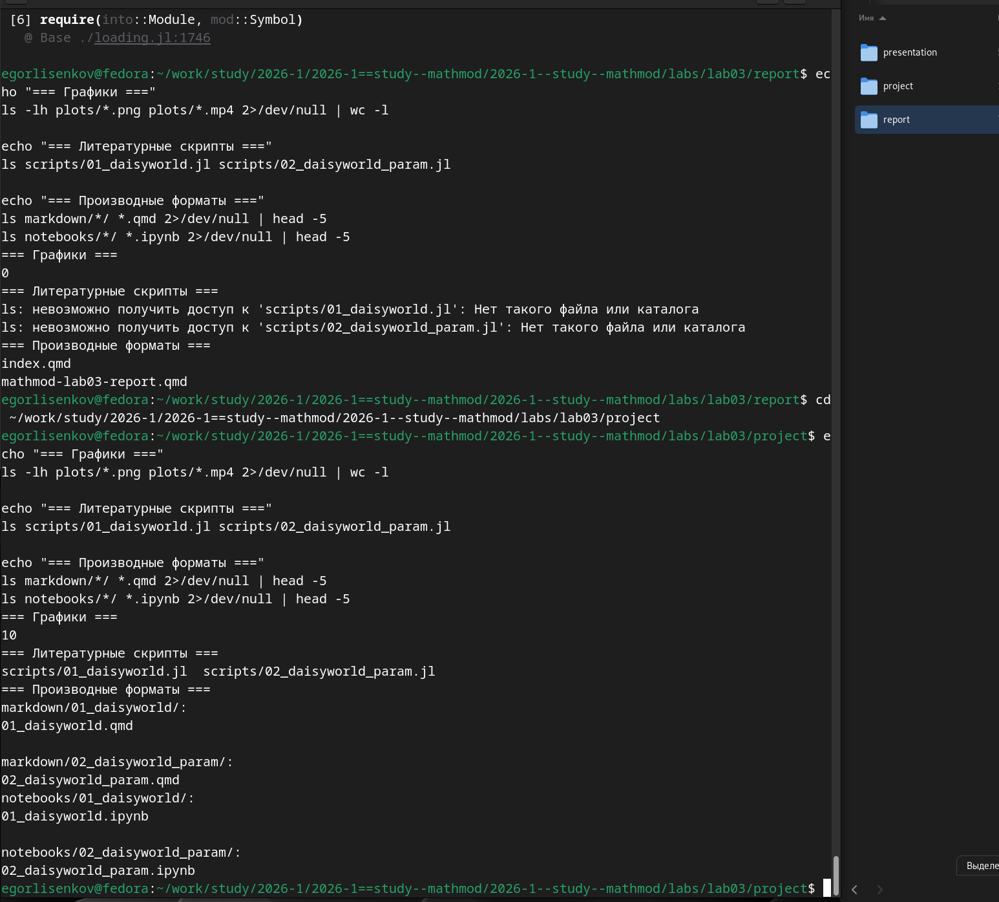 [6] require(into::Module, mod::Symbol)
@ Base ./loading.jl:1746
egorlisenkov@fedora:~/work/study/2026-1/2026-1==study--mathmod/2026-1--study--mathmod/labs/lab03/report$ ec
ho "=== Графики ==="
ls -lh plots/*.png plots/*.mp4 2>/dev/null | wc -l
echo "=== Литературные скрипты ==="
ls scripts/01_daisyworld.jl scripts/02_daisyworld_param.jl
echo "=== Производные форматы ==="
ls markdown/*/ *.qmd 2>/dev/null | head -5
ls notebooks/*/ *.ipynb 2>/dev/null | head -5
=== Графики ===
0
=== Литературные скрипты ===
ls: невозможно получить доступ к 'scripts/01_daisyworld.jl': Нет такого файла или каталога
ls: невозможно получить доступ к 'scripts/02_daisyworld_param.jl': Нет такого файла или каталога
=== Производные форматы ===
index.qmd
mathmod-lab03-report.qmd
egorlisenkov@fedora:~/work/study/2026-1/2026-1==study--mathmod/2026-1--study--mathmod/labs/lab03/report$ cd
~/work/study/2026-1/2026-1==study--mathmod/2026-1--study--mathmod/labs/lab03/project
egorlisenkov@fedora:~/work/study/2026-1/2026-1==study--mathmod/2026-1--study--mathmod/labs/lab03/project$ e
cho "=== Графики ==="
ls -lh plots/*.png plots/*.mp4 2>/dev/null | wc -l
echo "=== Литературные скрипты ==="
ls scripts/01_daisyworld.jl scripts/02_daisyworld_param.jl
echo "=== Производные форматы ==="
ls markdown/*/ *.qmd 2>/dev/null | head -5
ls notebooks/*/ *.ipynb 2>/dev/null | head -5
=== Графики ===
10
=== Литературные скрипты ===
scripts/01_daisyworld.jl  scripts/02_daisyworld_param.jl
=== Производные форматы ===
markdown/01_daisyworld/:
01_daisyworld.qmd
markdown/02_daisyworld_param/:
02_daisyworld_param.qmd
notebooks/01_daisyworld/:
01_daisyworld.ipynb
notebooks/02_daisyworld_param/:
02_daisyworld_param.ipynb
egorlisenkov@fedora:~/work/study/2026-1/2026-1==study--mathmod/2026-1--study--mathmod/labs/lab03/project$
Имя
presentation
project
report
Выделе